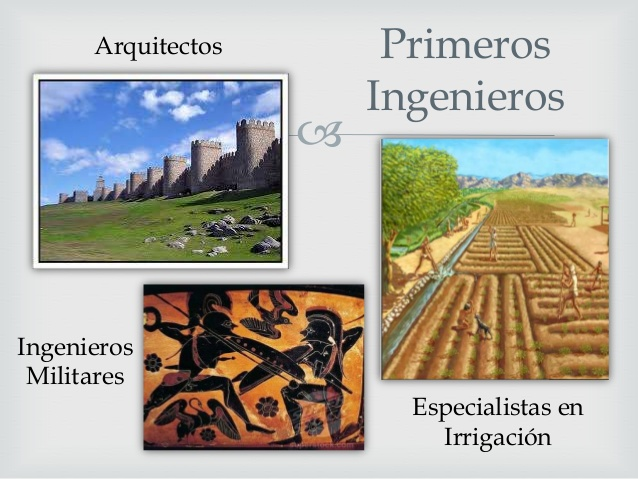 Primeros
Ingenieros
Arquitectos
Ingenieros
Militares
Especialistas en
Irrigación